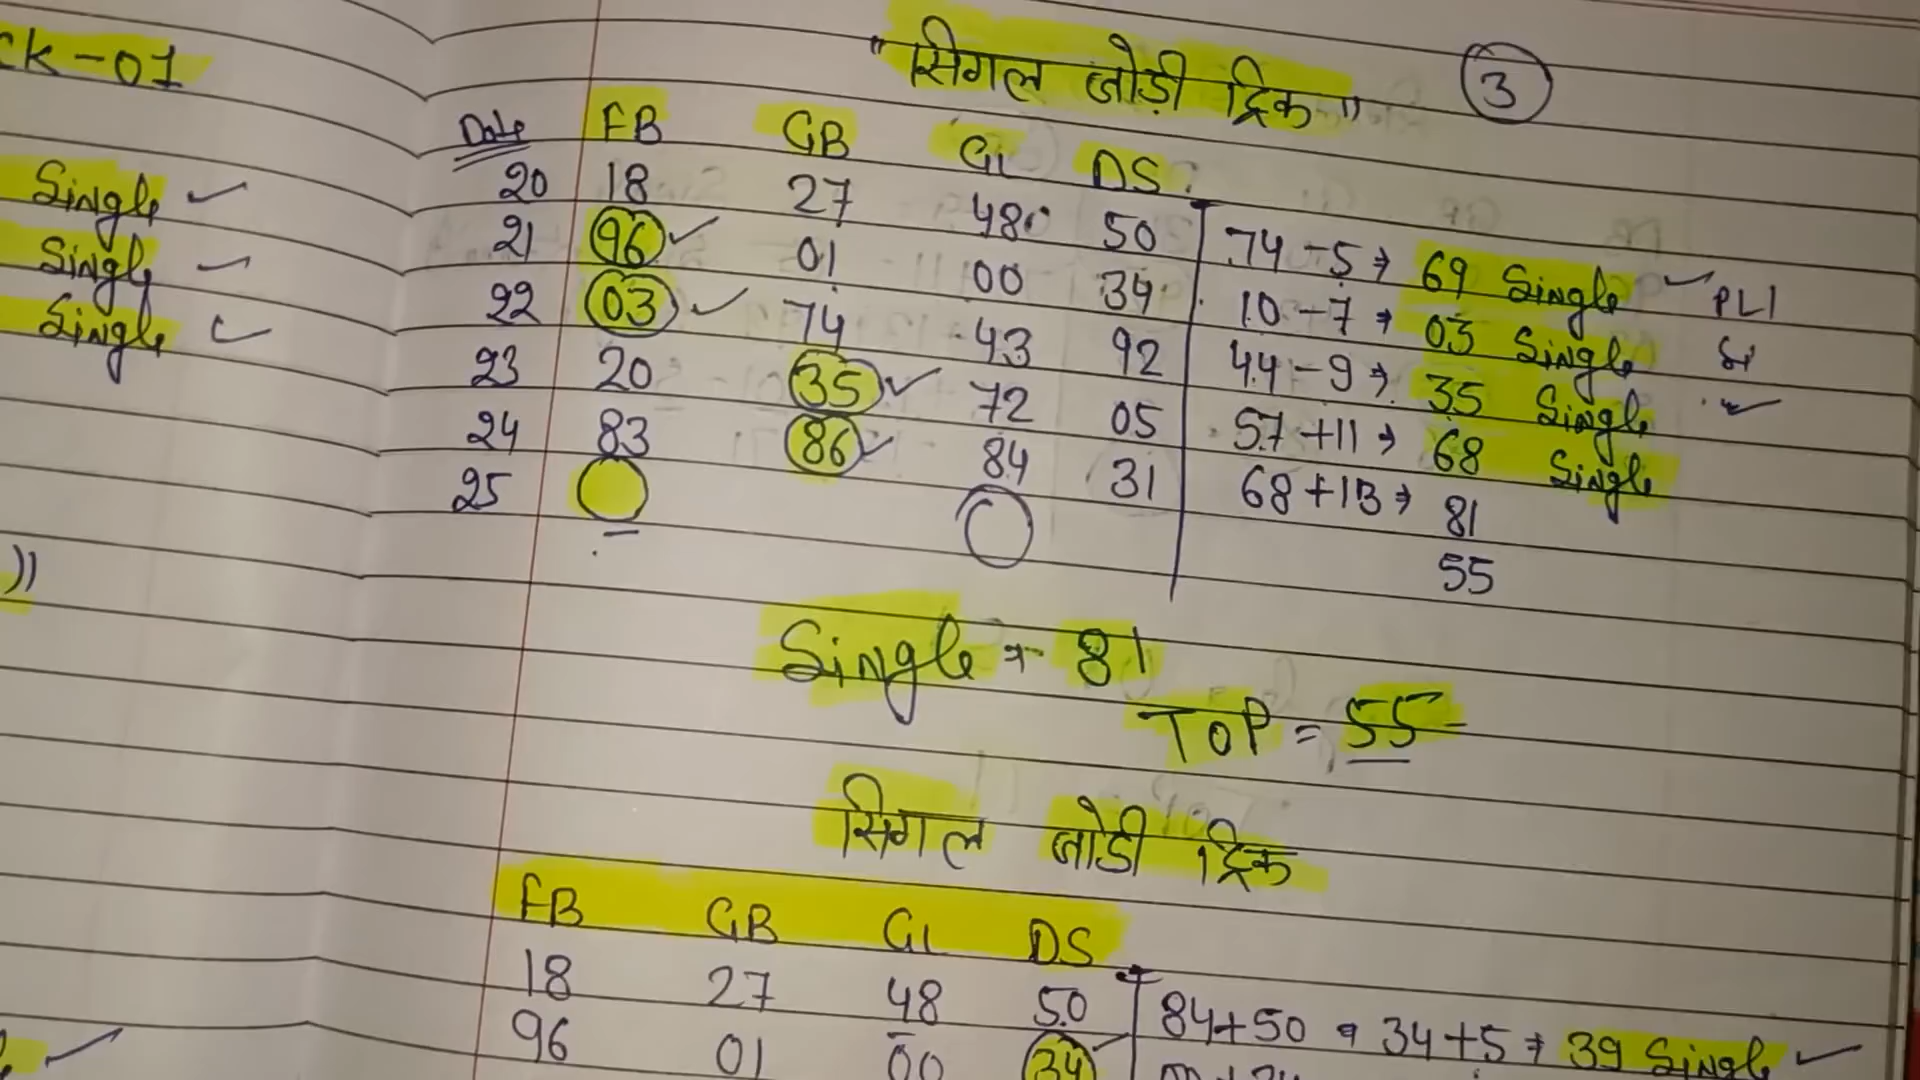 ck-01
Single ✓
Single ✓
Single ✓
"सिगल जोड़ी ट्रिक" 3
Date FB GB GL DS
20 18 27 48 50
21 96 ✓ 01 00 34
22 03 ✓ 74 43 92
23 20 35 ✓ 72 05
24 83 86 ✓ 84 31
25
74 - 5 → 69 Single ✓ PLI
10 - 7 → 03 Single
44 - 9 → 35 Single ✓
57 + 11 → 68 Single
68 + 13 → 81
55
))
Single → 81
TOP = 55
सिगल जोडी ट्रिक
FB GB GL DS
18 27 48 50
96 01 00 34
84+50 = 34+5 → 39 Single ✓